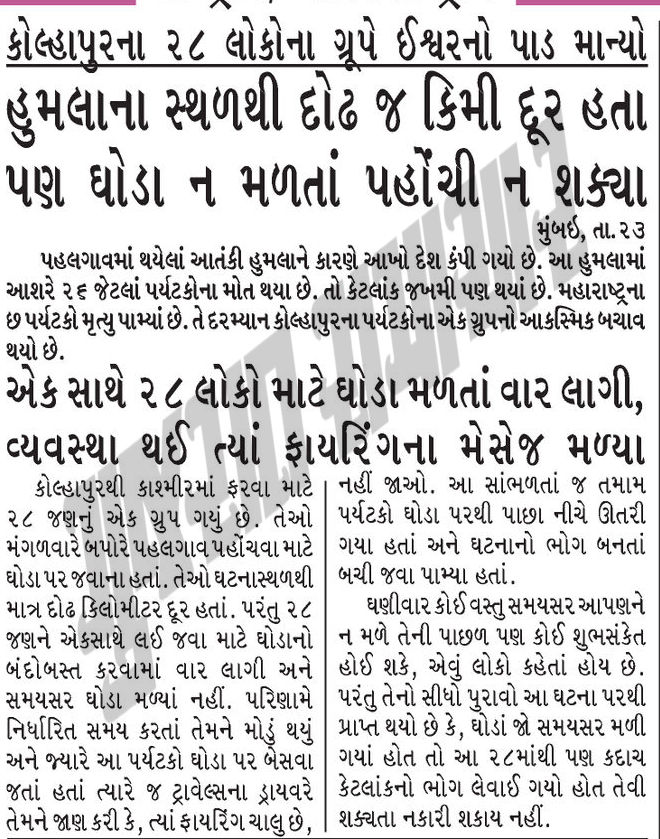 કોલ્હાપુરના ૨૮ લોકોના ગ્રૂપે ઈશ્વરનો પાડ માન્યો
હુમલાના સ્થળથી દોઢ જ કિમી દૂર હતા
પણ ઘોડા ન મળતાં પહોંચી ન શક્યા
મુંબઇ, તા.૨૩
પહલગાવમાં થયેલાં આતંકી હુમલાને કારણે આખો દેશ કંપી ગયો છે. આ હુમલામાં
આશરે ૨૬ જેટલાં પર્યટકોના મોત થયા છે. તો કેટલાંક જખમી પણ થયાં છે. મહારાષ્ટ્રના
છ પર્યટકો મૃત્યુ પામ્યાં છે. તે દરમ્યાન કોલ્હાપુરના પર્યટકોના એક ગ્રુપનો આકસ્મિક બચાવ
થયો છે.
એક સાથે ૨૮ લોકો માટે ઘોડા મળતાં વાર લાગી,
વ્યવસ્થા થઈ ત્યાં ફાયરિંગના મેસેજ મળ્યા
કોલ્હાપુરથી કાશ્મીરમાં ફરવા માટે
૨૮ જણનું એક ગ્રુપ ગયું છે. તેઓ
મંગળવારે બપોરે પહલગાવ પહોંચવા માટે
ઘોડા પર જવાના હતાં. તેઓ ઘટનાસ્થળથી
માત્ર દોઢ કિલોમીટર દૂર હતાં. પરંતુ ૨૮
જણને એકસાથે લઈ જવા માટે ઘોડાનો
બંદોબસ્ત કરવામાં વાર લાગી અને
સમયસર ઘોડા મળ્યાં નહીં. પરિણામે
નિર્ધારિત સમય કરતાં તેમને મોડું થયું
અને જ્યારે આ પર્યટકો ઘોડા પર બેસવા
જતાં હતાં ત્યારે જ ટ્રાવેલ્સના ડ્રાયવરે
તેમને જાણ કરી કે, ત્યાં ફાયરિંગ ચાલુ છે,
નહીં જાઓ. આ સાંભળતાં જ તમામ
પર્યટકો ઘોડા પરથી પાછા નીચે ઊતરી
ગયા હતાં અને ઘટનાનો ભોગ બનતાં
બચી જવા પામ્યા હતાં.
ઘણીવાર કોઈ વસ્તુ સમયસર આપણને
ન મળે તેની પાછળ પણ કોઈ શુભસંકેત
હોઈ શકે, એવું લોકો કહેતાં હોય છે.
પરંતુ તેનો સીધો પુરાવો આ ઘટના પરથી
પ્રાપ્ત થયો છે કે, ઘોડાં જો સમયસર મળી
ગયાં હોત તો આ ૨૮માંથી પણ કદાચ
કેટલાંકનો ભોગ લેવાઈ ગયો હોત તેવી
શક્યતા નકારી શકાય નહીં.
ગુજરાત સમાચાર